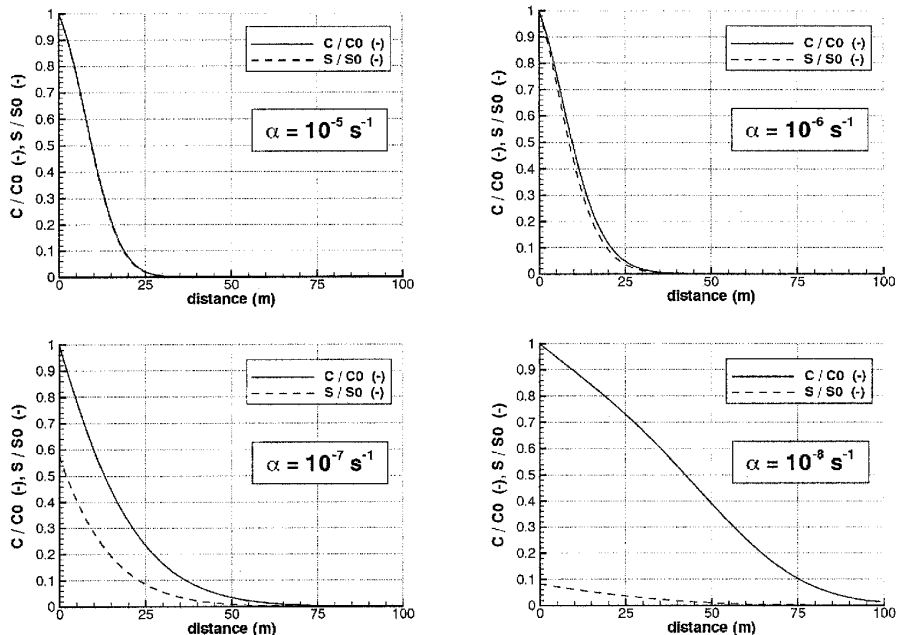 C / C0 (-), S / S0 (-)
1
0.9
0.8
0.7
0.6
0.5
0.4
0.3
0.2
0.1
0
C / C0 (-)
S / S0 (-)
α = 10⁻⁵ s⁻¹
0 25 50 75 100
distance (m)
C / C0 (-), S / S0 (-)
1
0.9
0.8
0.7
0.6
0.5
0.4
0.3
0.2
0.1
0
C / C0 (-)
S / S0 (-)
α = 10⁻⁶ s⁻¹
0 25 50 75 100
distance (m)
C / C0 (-), S / S0 (-)
1
0.9
0.8
0.7
0.6
0.5
0.4
0.3
0.2
0.1
0
C / C0 (-)
S / S0 (-)
α = 10⁻⁷ s⁻¹
0 25 50 75 100
distance (m)
C / C0 (-), S / S0 (-)
1
0.9
0.8
0.7
0.6
0.5
0.4
0.3
0.2
0.1
0
C / C0 (-)
S / S0 (-)
α = 10⁻⁸ s⁻¹
0 25 50 75 100
distance (m)